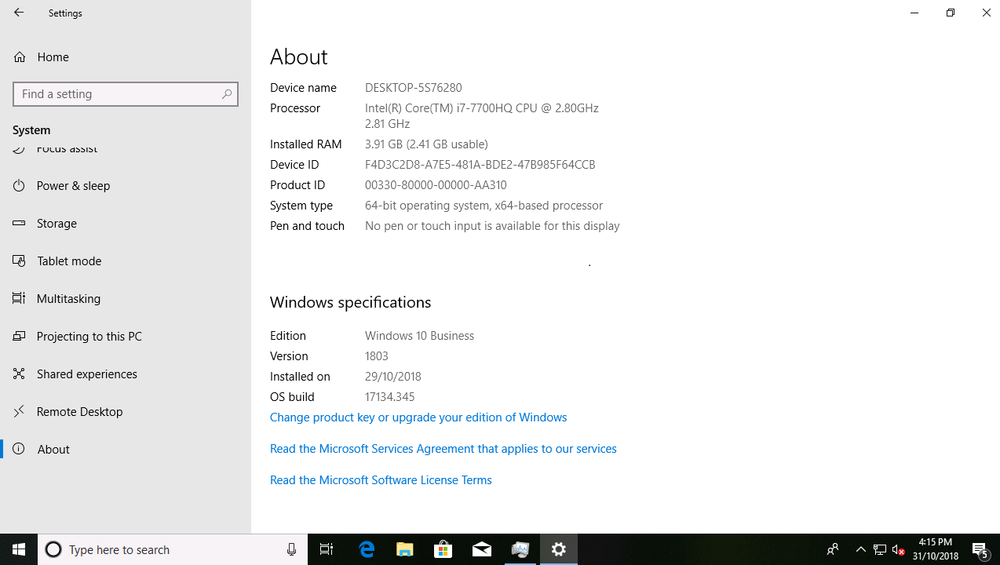 Settings
Home
Find a setting
System
Focus assist
Power & sleep
Storage
Tablet mode
Multitasking
Projecting to this PC
Shared experiences
Remote Desktop
About
About
Device name DESKTOP-5S76280
Processor Intel(R) Core(TM) i7-7700HQ CPU @ 2.80GHz
2.81 GHz
Installed RAM 3.91 GB (2.41 GB usable)
Device ID F4D3C2D8-A7E5-481A-BDE2-47B985F64CCB
Product ID 00330-80000-00000-AA310
System type 64-bit operating system, x64-based processor
Pen and touch No pen or touch input is available for this display
.
Windows specifications
Edition Windows 10 Business
Version 1803
Installed on 29/10/2018
OS build 17134.345
Change product key or upgrade your edition of Windows
Read the Microsoft Services Agreement that applies to our services
Read the Microsoft Software License Terms
Type here to search
4:15 PM
31/10/2018
5